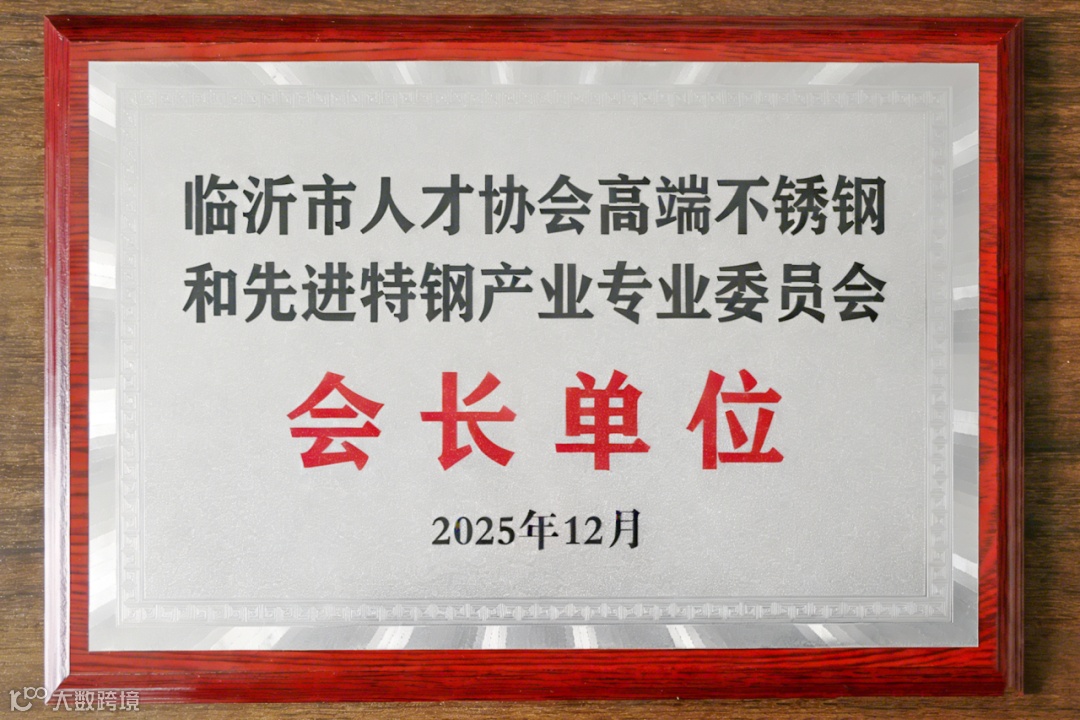 临沂市人才协会高端不锈钢
和先进特钢产业专业委员会
会长单位
2025年12月
大数跨境